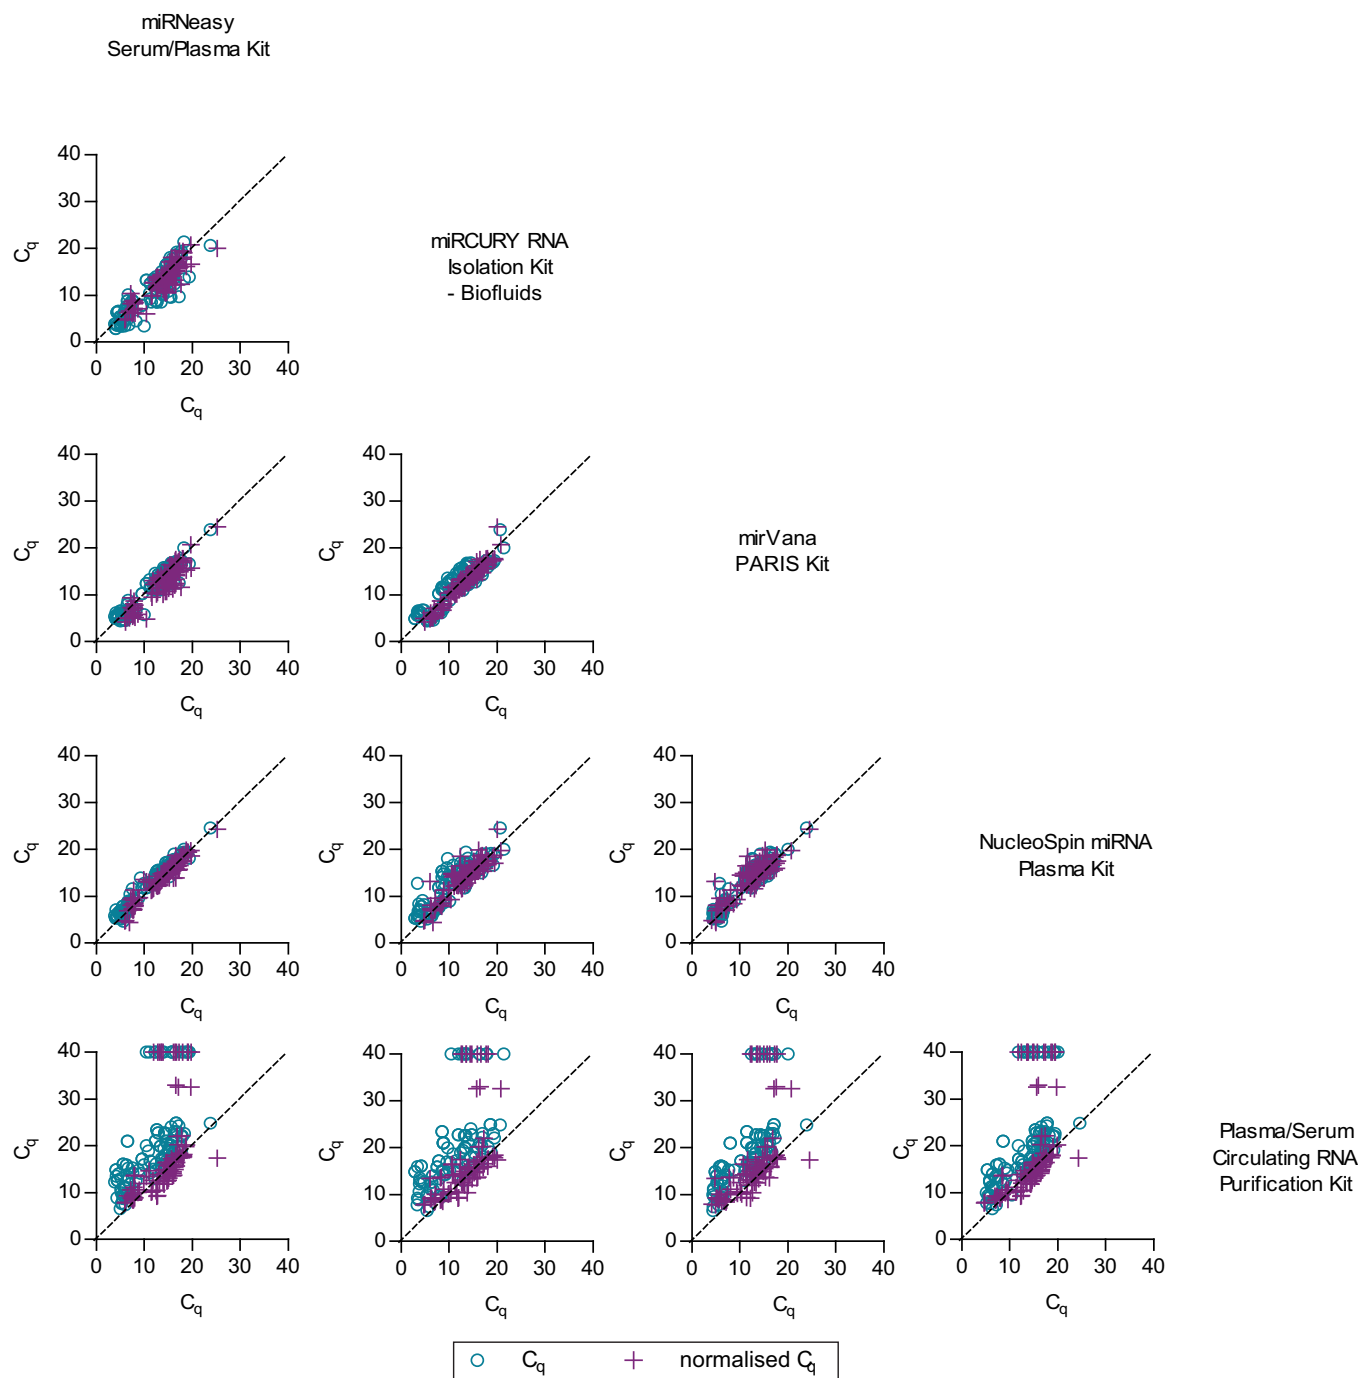 miRNeasy
Serum/Plasma Kit
40
30
20
10
0
Cq
0 10 20 30 40
Cq
miRCURY RNA
Isolation Kit
- Biofluids
40
30
20
10
0
Cq
0 10 20 30 40
Cq
40
30
20
10
0
Cq
0 10 20 30 40
Cq
mirVana
PARIS Kit
40
30
20
10
0
Cq
0 10 20 30 40
Cq
40
30
20
10
0
Cq
0 10 20 30 40
Cq
40
30
20
10
0
Cq
0 10 20 30 40
Cq
NucleoSpin miRNA
Plasma Kit
40
30
20
10
0
Cq
0 10 20 30 40
Cq
40
30
20
10
0
Cq
0 10 20 30 40
Cq
40
30
20
10
0
Cq
0 10 20 30 40
Cq
40
30
20
10
0
Cq
0 10 20 30 40
Cq
Plasma/Serum
Circulating RNA
Purification Kit
Cq normalised Cq